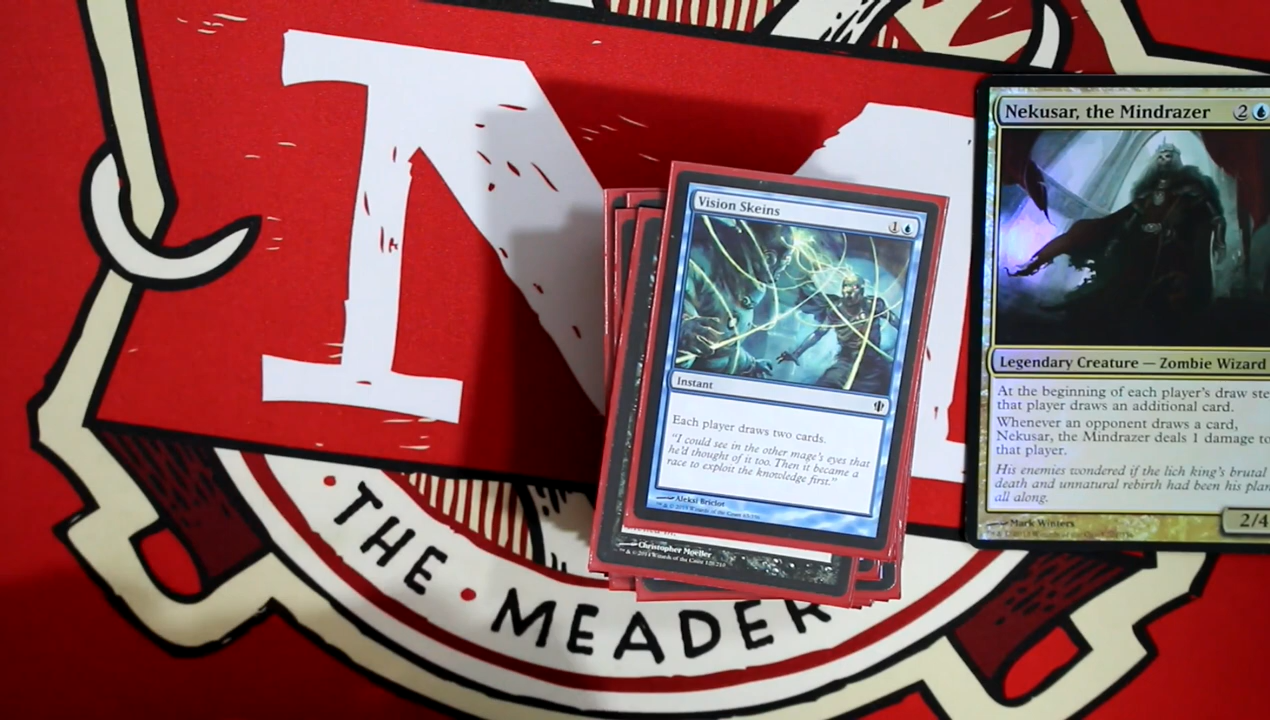 N
THE • MEADER
Vision Skeins
1
Instant
Each player draws two cards.
"I could see in the other mage's eyes that
he'd thought of it too. Then it became a
race to exploit the knowledge first."
Aleksi Briclot
Christopher Moeller
Nekusar, the Mindrazer 2
Legendary Creature — Zombie Wizard
At the beginning of each player's draw ste
that player draws an additional card.
Whenever an opponent draws a card,
Nekusar, the Mindrazer deals 1 damage to
that player.
His enemies wondered if the lich king's brutal
death and unnatural rebirth had been his plan
all along.
Mark Winters
2/4